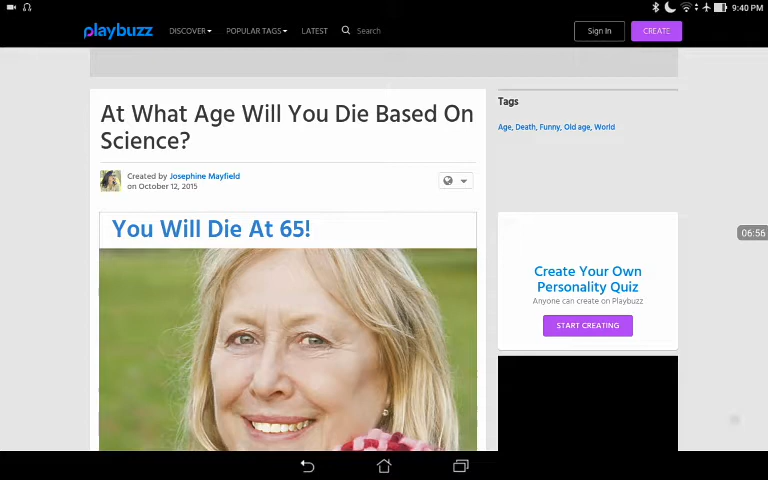 9:40 PM
playbuzz DISCOVER POPULAR TAGS LATEST Search Sign In CREATE
At What Age Will You Die Based On
Science?
Created by Josephine Mayfield
on October 12, 2015
You Will Die At 65!
Tags
Age, Death, Funny, Old age, World
06:56
Create Your Own
Personality Quiz
Anyone can create on Playbuzz
START CREATING